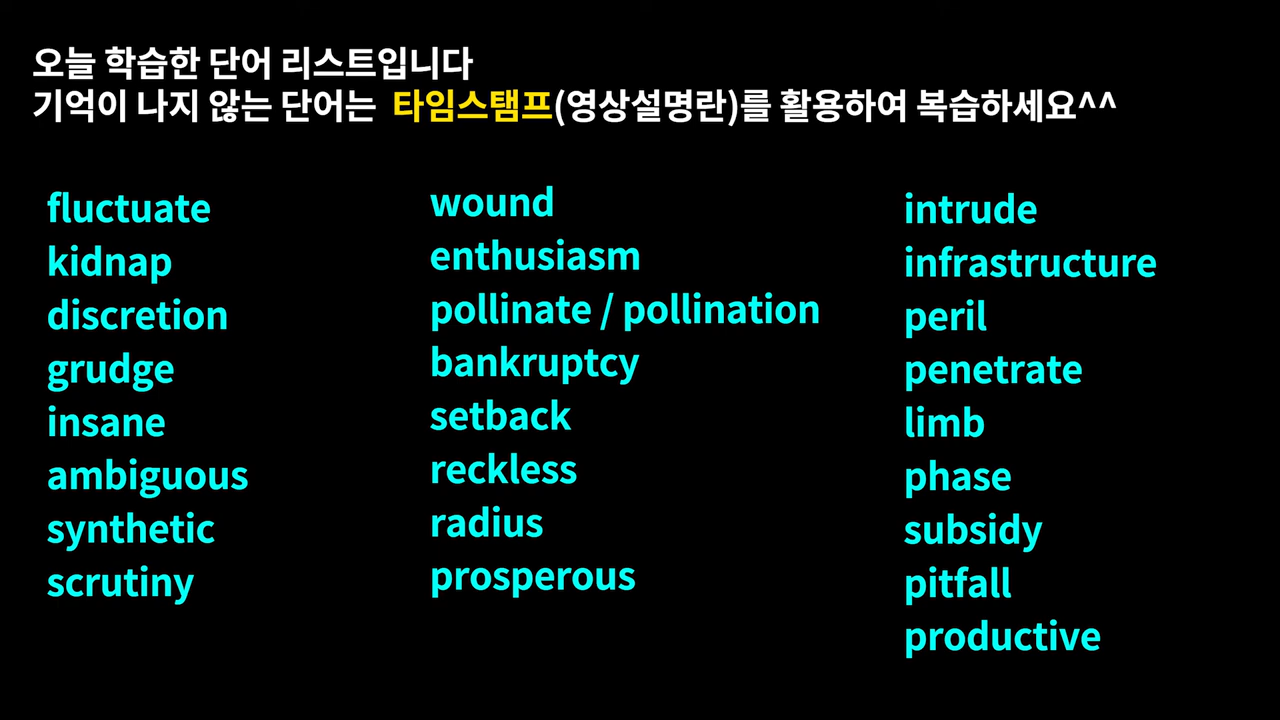 오늘 학습한 단어 리스트입니다
기억이 나지 않는 단어는 타임스탬프(영상설명란)를 활용하여 복습하세요^^
fluctuate
kidnap
discretion
grudge
insane
ambiguous
synthetic
scrutiny
wound
enthusiasm
pollinate / pollination
bankruptcy
setback
reckless
radius
prosperous
intrude
infrastructure
peril
penetrate
limb
phase
subsidy
pitfall
productive